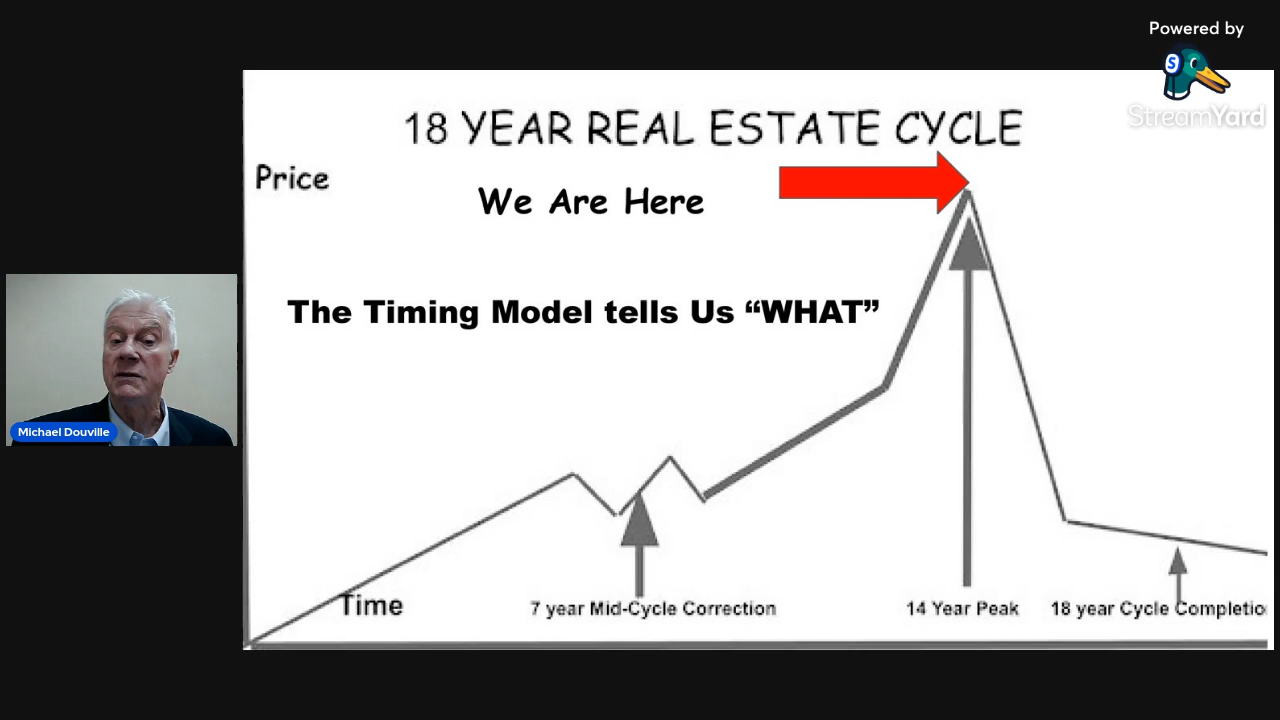 Powered by
StreamYard
18 YEAR REAL ESTATE CYCLE
Price
We Are Here
The Timing Model tells Us “WHAT”
Michael Douville
Time
7 year Mid-Cycle Correction
14 Year Peak
18 year Cycle Completio